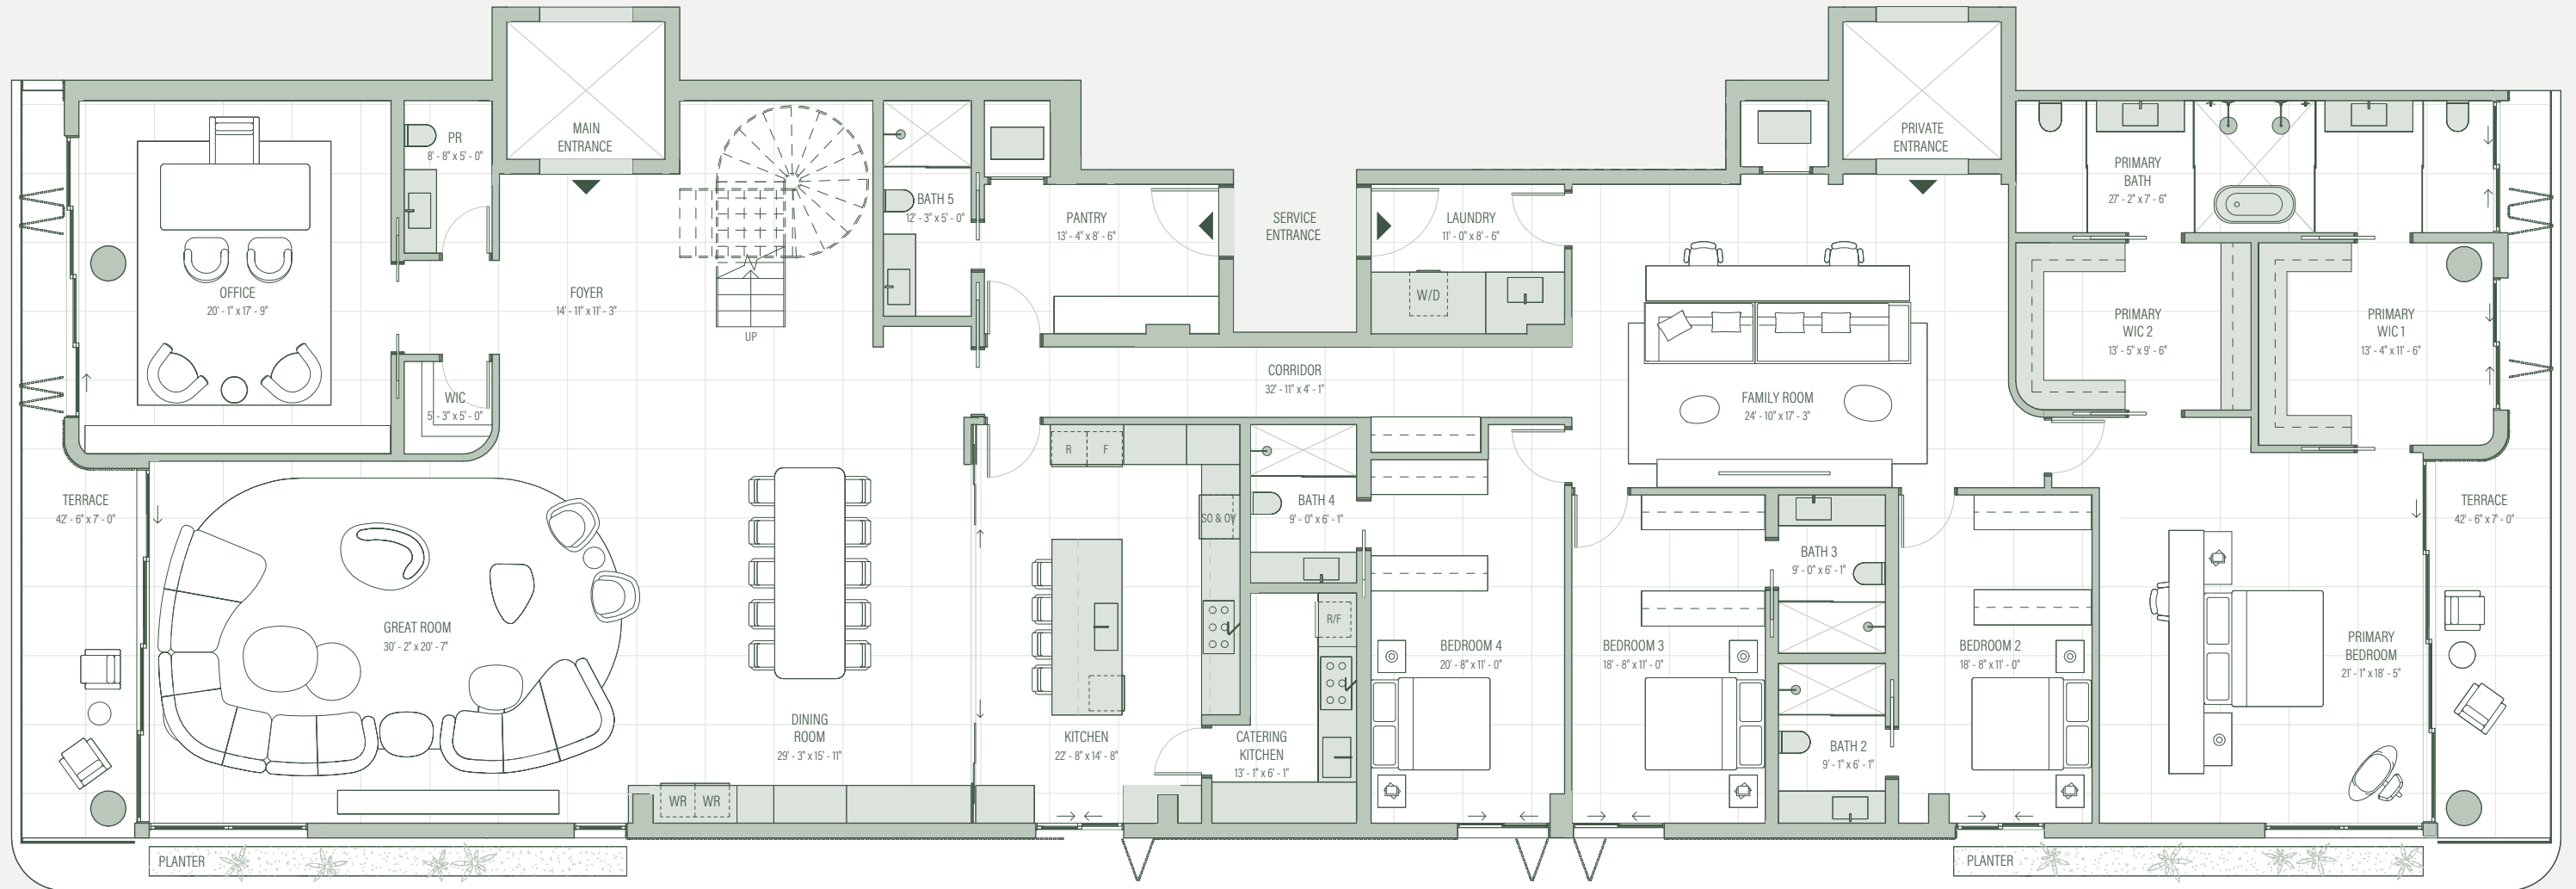 MAIN
ENTRANCE
PRIVATE
ENTRANCE
PR
8' - 8" x 5' - 0"
OFFICE
20' - 1" x 17' - 9"
FOYER
14' - 11" x 11' - 3"
UP
BATH 5
12' - 3" x 5' - 0"
PANTRY
13' - 4" x 8' - 6"
SERVICE
ENTRANCE
LAUNDRY
11' - 0" x 8' - 6"
W/D
PRIMARY
BATH
27' - 2" x 7' - 6"
PRIMARY
WIC 2
13' - 5" x 9' - 6"
PRIMARY
WIC 1
13' - 4" x 11' - 6"
WIC
5' - 3" x 5' - 0"
CORRIDOR
32' - 11" x 4' - 1"
FAMILY ROOM
24' - 10" x 17' - 3"
TERRACE
42' - 6" x 7' - 0"
R
F
SO & OV
BATH 4
9' - 0" x 6' - 1"
BATH 3
9' - 0" x 6' - 1"
TERRACE
42' - 6" x 7' - 0"
GREAT ROOM
30' - 2" x 20' - 7"
R/F
BEDROOM 4
20' - 8" x 11' - 0"
BEDROOM 3
18' - 8" x 11' - 0"
BEDROOM 2
18' - 8" x 11' - 0"
PRIMARY
BEDROOM
21' - 1" x 18' - 5"
DINING
ROOM
29' - 3" x 15' - 11"
KITCHEN
22' - 8" x 14' - 8"
CATERING
KITCHEN
13' - 1" x 6' - 1"
BATH 2
9' - 1" x 6' - 1"
WR
WR
PLANTER
PLANTER